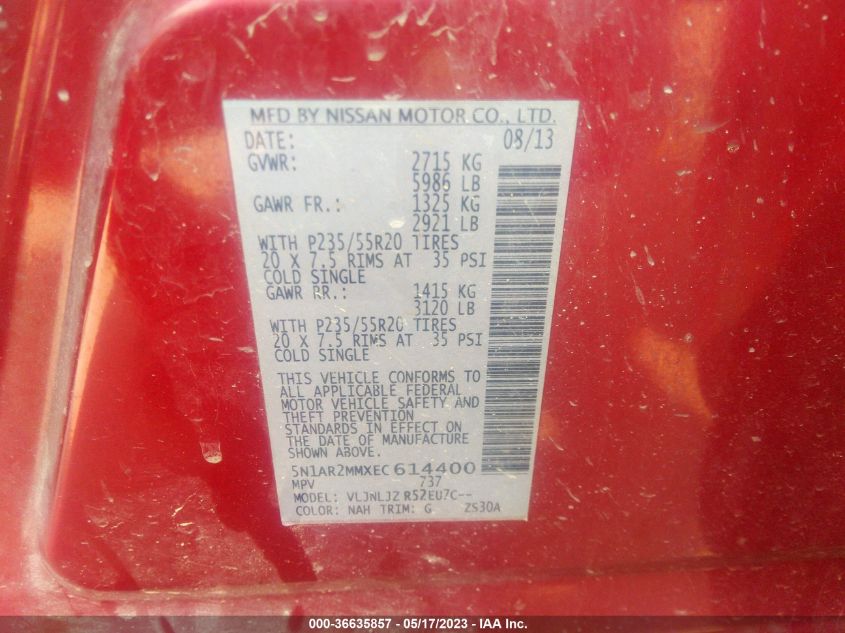 MFD BY NISSAN MOTOR CO., LTD.
DATE: 08/13
GVWR: 2715 KG
5986 LB
GAWR FR.: 1325 KG
2921 LB
WITH P235/55R20 TIRES
20 X 7.5 RIMS AT 35 PSI
COLD SINGLE
GAWR RR.: 1415 KG
3120 LB
WITH P235/55R20 TIRES
20 X 7.5 RIMS AT 35 PSI
COLD SINGLE
THIS VEHICLE CONFORMS TO
ALL APPLICABLE FEDERAL
MOTOR VEHICLE SAFETY AND
THEFT PREVENTION
STANDARDS IN EFFECT ON
THE DATE OF MANUFACTURE
SHOWN ABOVE.
5N1AR2MMXEC614400
MPV 737
MODEL: VLJNLJZ R52EU7C--
COLOR: NAH TRIM: G ZS30A
000-36635857 - 05/17/2023 - IAA Inc.